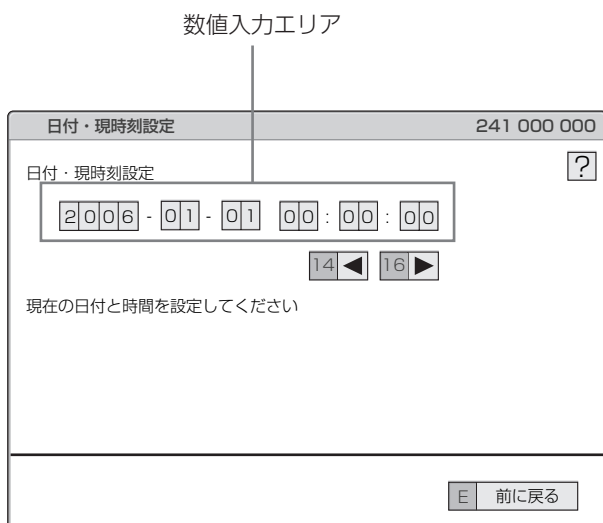 数値入力エリア
日付・現時刻設定 241 000 000
日付・現時刻設定 ?
2006 - 01 - 01 00 : 00 : 00
14 ◀ 16 ▶
現在の日付と時間を設定してください
E 前に戻る